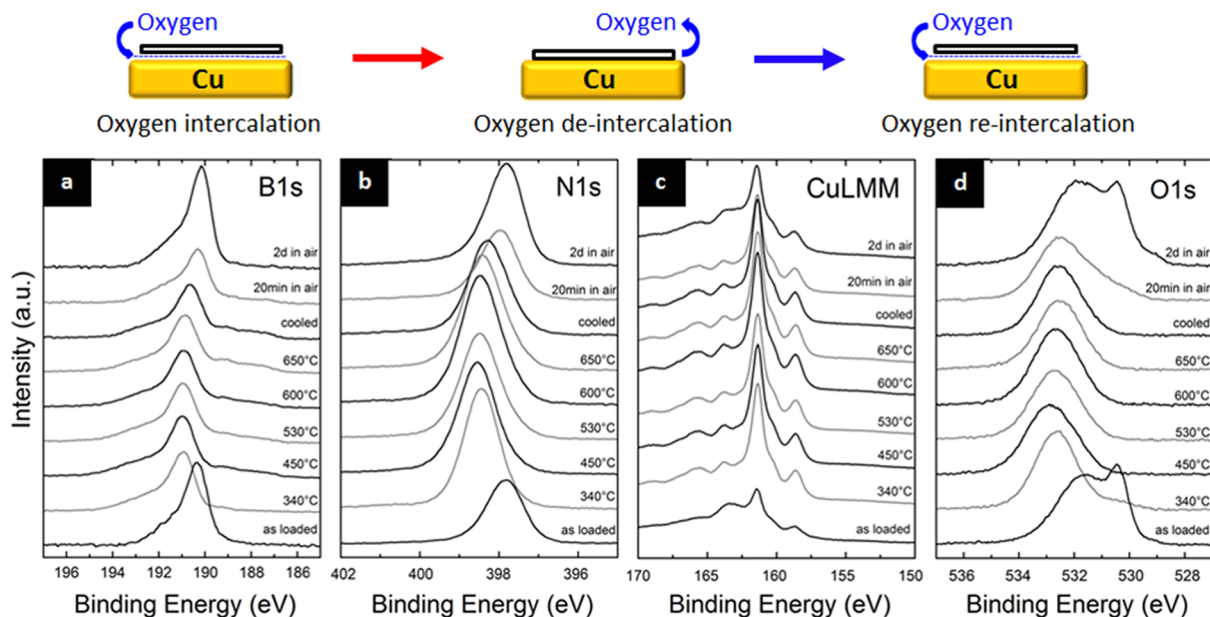 Oxygen
Oxygen
Oxygen
Cu
Cu
Cu
Oxygen intercalation
Oxygen de-intercalation
Oxygen re-intercalation
Intensity (a.u.)
a
B1s
2d in air
20min in air
cooled
650°C
600°C
530°C
450°C
340°C
as loaded
196 194 192 190 188 186
Binding Energy (eV)
b
N1s
2d in air
20min in air
cooled
650°C
600°C
530°C
450°C
340°C
as loaded
402 400 398 396
Binding Energy (eV)
c
CuLMM
2d in air
20min in air
cooled
650°C
600°C
530°C
450°C
340°C
as loaded
170 165 160 155 150
Binding Energy (eV)
d
O1s
2d in air
20min in air
cooled
650°C
600°C
530°C
450°C
340°C
as loaded
536 534 532 530 528
Binding Energy (eV)